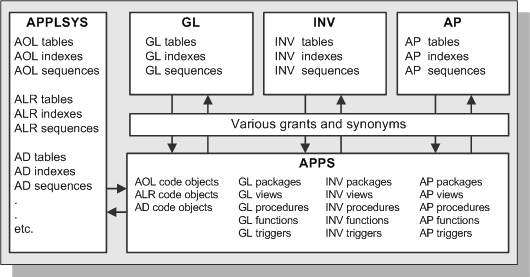 APPLSYS
AOL tables
AOL indexes
AOL sequences
ALR tables
ALR indexers
ALR sequences
AD tables
AD indexes
AD sequences
.
.
etc.
GL
GL tables
GL indexes
GL sequences
INV
INV tables
INV indexes
INV sequences
AP
AP tables
AP indexes
AP sequences
Various grants and synonyms
APPS
AOL code objects
ALR code objects
AD code objects
GL packages
GL views
GL procedures
GL functions
GL triggers
INV packages
INV views
INV procedures
INV functions
INV triggers
AP packages
AP views
AP procedures
AP functions
AP triggers